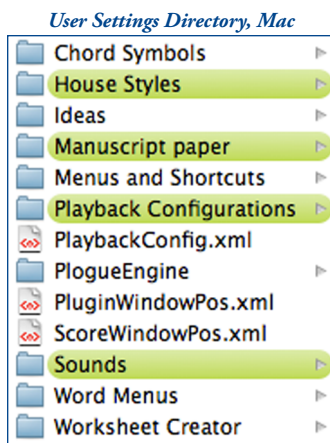 User Settings Directory, Mac
Chord Symbols
House Styles
Ideas
Manuscript paper
Menus and Shortcuts
Playback Configurations
PlaybackConfig.xml
PlogueEngine
PluginWindowPos.xml
ScoreWindowPos.xml
Sounds
Word Menus
Worksheet Creator